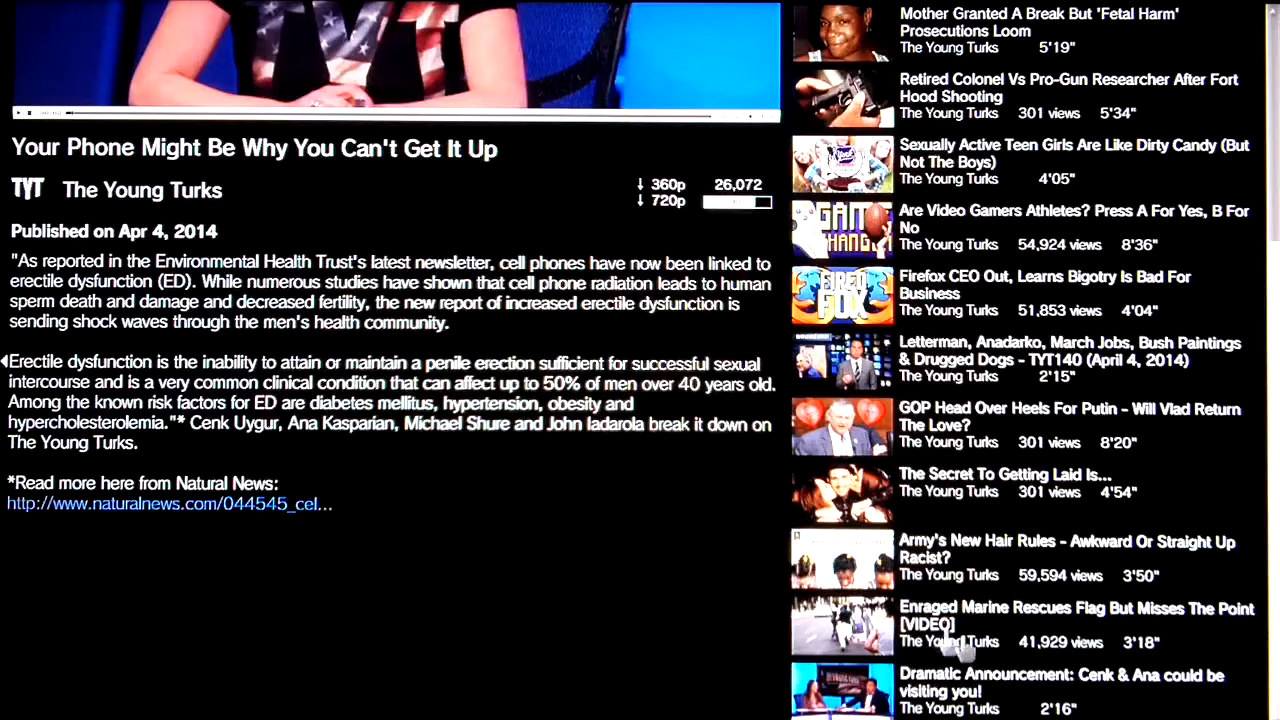 Your Phone Might Be Why You Can't Get It Up
TYT The Young Turks
↓ 360p 26,072
↓ 720p
Published on Apr 4, 2014
"As reported in the Environmental Health Trust's latest newsletter, cell phones have now been linked to
erectile dysfunction (ED). While numerous studies have shown that cell phone radiation leads to human
sperm death and damage and decreased fertility, the new report of increased erectile dysfunction is
sending shock waves through the men's health community.
Erectile dysfunction is the inability to attain or maintain a penile erection sufficient for successful sexual
intercourse and is a very common clinical condition that can affect up to 50% of men over 40 years old.
Among the known risk factors for ED are diabetes mellitus, hypertension, obesity and
hypercholesterolemia."* Cenk Uygur, Ana Kasparian, Michael Shure and John Iadarola break it down on
The Young Turks.
*Read more here from Natural News:
http://www.naturalnews.com/044545_cel...
Mother Granted A Break But 'Fetal Harm'
Prosecutions Loom
The Young Turks 5'19"
Retired Colonel Vs Pro-Gun Researcher After Fort
Hood Shooting
The Young Turks 301 views 5'34"
Sexually Active Teen Girls Are Like Dirty Candy (But
Not The Boys)
The Young Turks 4'05"
GAME
CHANG
Are Video Gamers Athletes? Press A For Yes, B For
No
The Young Turks 54,924 views 8'36"
FIRED
FOX
Firefox CEO Out, Learns Bigotry Is Bad For
Business
The Young Turks 51,853 views 4'04"
Letterman, Anadarko, March Jobs, Bush Paintings
& Drugged Dogs - TYT140 (April 4, 2014)
The Young Turks 2'15"
GOP Head Over Heels For Putin - Will Vlad Return
The Love?
The Young Turks 301 views 8'20"
The Secret To Getting Laid Is...
The Young Turks 301 views 4'54"
Army's New Hair Rules - Awkward Or Straight Up
Racist?
The Young Turks 59,594 views 3'50"
Enraged Marine Rescues Flag But Misses The Point
[VIDEO]
The Young Turks 41,929 views 3'18"
Dramatic Announcement: Cenk & Ana could be
visiting you!
The Young Turks 2'16"